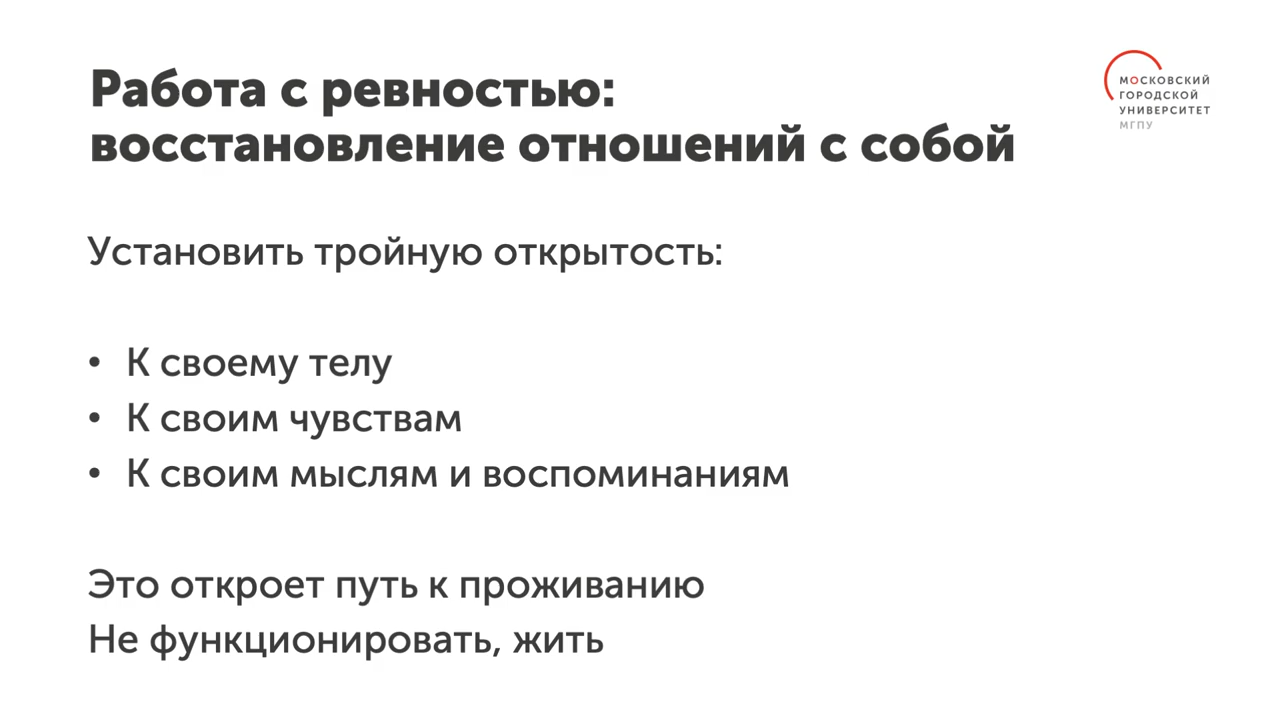 Работа с ревностью:
восстановление отношений с собой
МОСКОВСКИЙ
ГОРОДСКОЙ
УНИВЕРСИТЕТ
МГПУ
Установить тройную открытость:
• К своему телу
• К своим чувствам
• К своим мыслям и воспоминаниям
Это откроет путь к проживанию
Не функционировать, жить